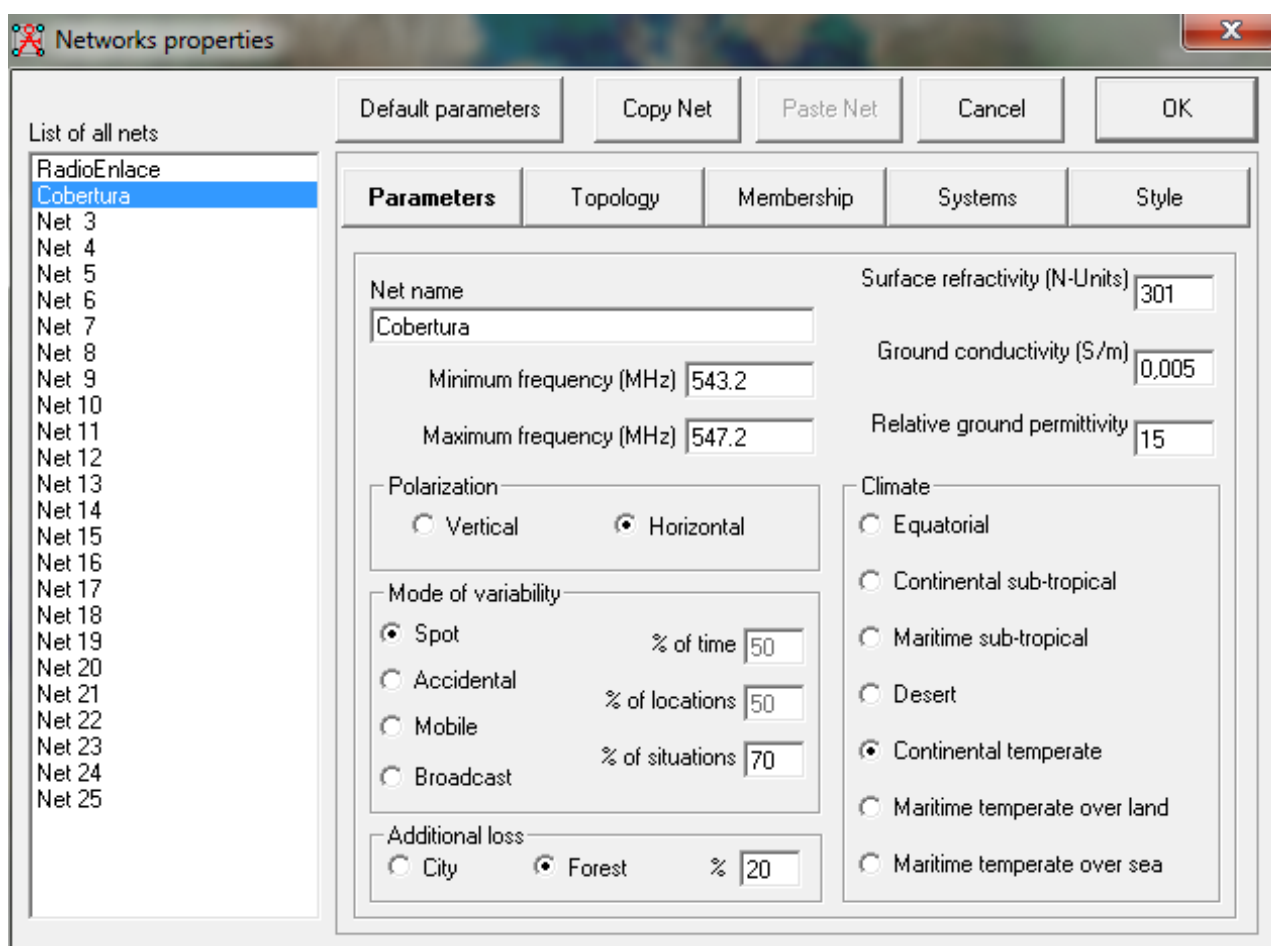 Networks properties
Default parameters
Copy Net
Paste Net
Cancel
OK
List of all nets
RadioEnlace
Cobertura
Net 3
Net 4
Net 5
Net 6
Net 7
Net 8
Net 9
Net 10
Net 11
Net 12
Net 13
Net 14
Net 15
Net 16
Net 17
Net 18
Net 19
Net 20
Net 21
Net 22
Net 23
Net 24
Net 25
Parameters
Topology
Membership
Systems
Style
Net name
Cobertura
Minimum frequency (MHz) 543.2
Maximum frequency (MHz) 547.2
Surface refractivity (N-Units) 301
Ground conductivity (S/m) 0,005
Relative ground permittivity 15
Polarization
Vertical
Horizontal
Mode of variability
Spot
Accidental
Mobile
Broadcast
% of time 50
% of locations 50
% of situations 70
Additional loss
City
Forest
% 20
Climate
Equatorial
Continental sub-tropical
Maritime sub-tropical
Desert
Continental temperate
Maritime temperate over land
Maritime temperate over sea